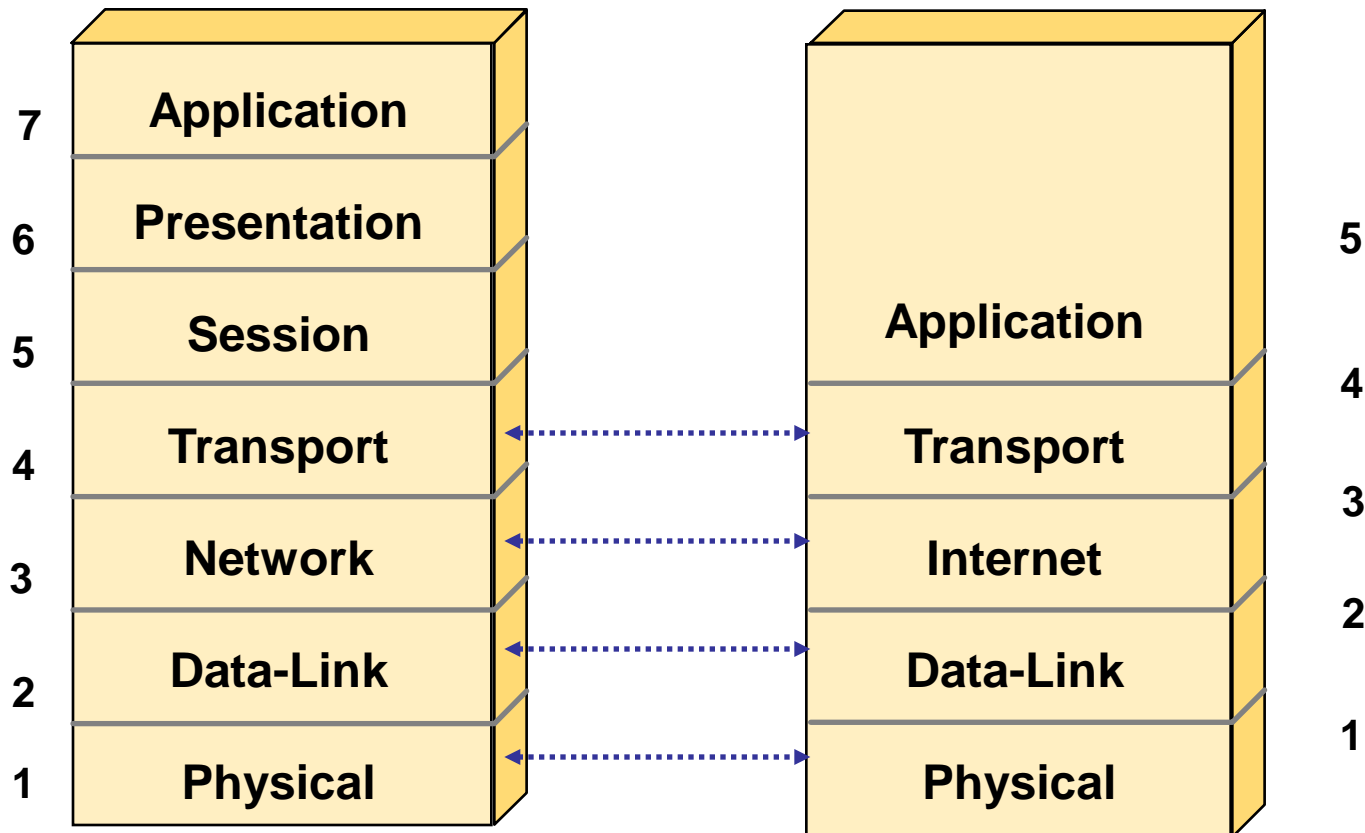 7 Application
6 Presentation
5 Session
4 Transport
3 Network
2 Data-Link
1 Physical
5
Application
4
Transport
3
Internet
2
Data-Link
1
Physical